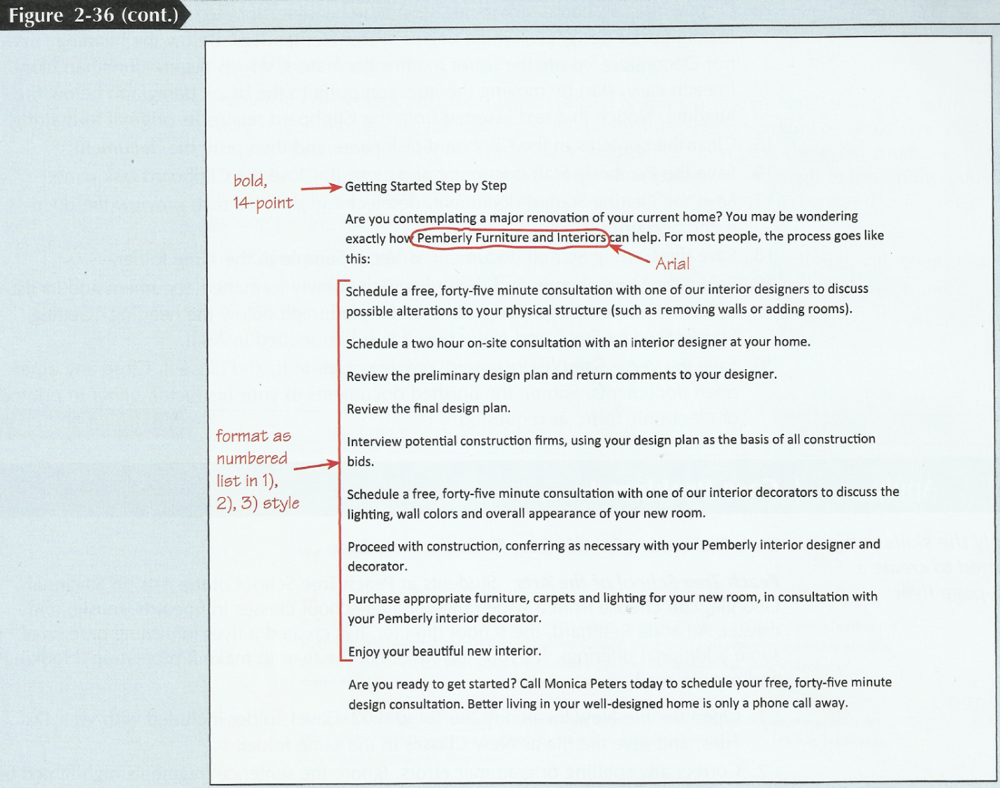 Figure 2-36 (cont.)
bold,
14-point
Getting Started Step by Step
Are you contemplating a major renovation of your current home? You may be wondering
exactly how Pemberly Furniture and Interiors can help. For most people, the process goes like
this:
Arial
Schedule a free, forty-five minute consultation with one of our interior designers to discuss
possible alterations to your physical structure (such as removing walls or adding rooms).
Schedule a two hour on-site consultation with an interior designer at your home.
Review the preliminary design plan and return comments to your designer.
Review the final design plan.
format as
numbered
list in 1),
2), 3) style
Interview potential construction firms, using your design plan as the basis of all construction
bids.
Schedule a free, forty-five minute consultation with one of our interior decorators to discuss the
lighting, wall colors and overall appearance of your new room.
Proceed with construction, conferring as necessary with your Pemberly interior designer and
decorator.
Purchase appropriate furniture, carpets and lighting for your new room, in consultation with
your Pemberly interior decorator.
Enjoy your beautiful new interior.
Are you ready to get started? Call Monica Peters today to schedule your free, forty-five minute
design consultation. Better living in your well-designed home is only a phone call away.